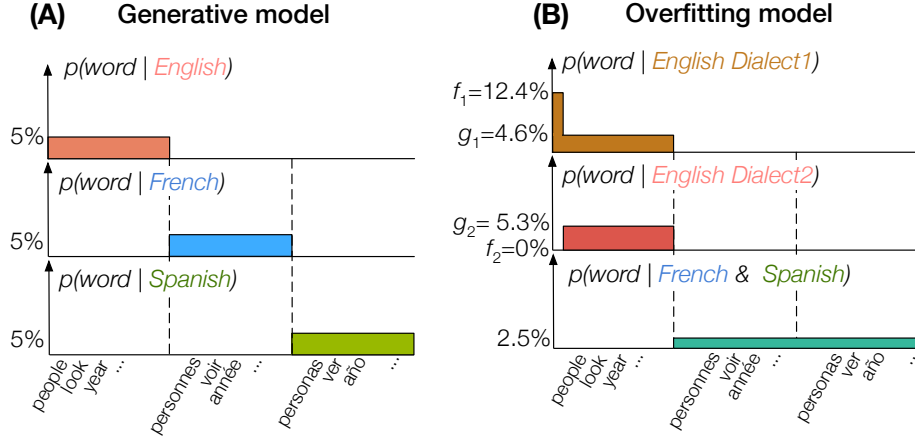 (A) Generative model
p(word | English)
5%
p(word | French)
5%
p(word | Spanish)
5%
people look year ... personnes voir année ... personas ver año ...
(B) Overfitting model
p(word | English Dialect1)
f1=12.4%
g1=4.6%
p(word | English Dialect2)
g2= 5.3%
f2=0%
p(word | French & Spanish)
2.5%
people look year ... personnes voir année ... personas ver año ...